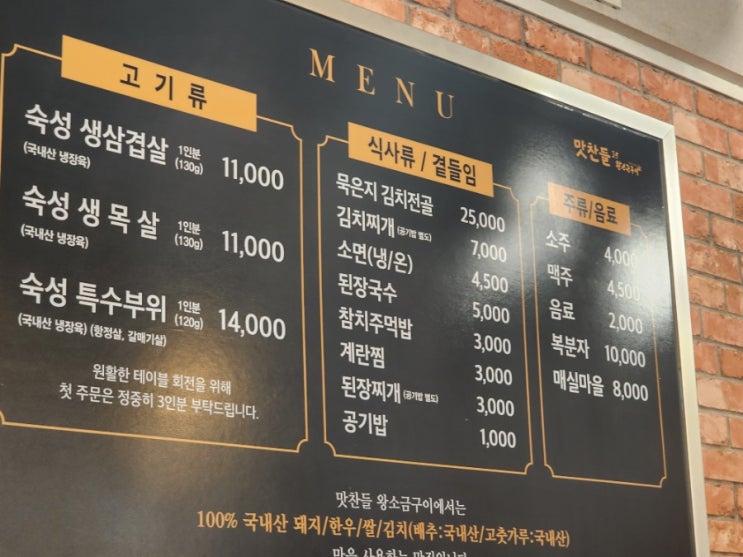 MENU
고기류
숙성 생삼겹살 1인분 (130g) 11,000
(국내산 냉장육)
숙성 생목살 1인분 (130g) 11,000
(국내산 냉장육)
숙성 특수부위 1인분 (120g) 14,000
(국내산 냉장육) (항정살, 갈매기살)
원활한 테이블 회전을 위해
첫 주문은 정중히 3인분 부탁드립니다.
식사류 / 곁들임
묵은지 김치전골 25,000
김치찌개 (공기밥 별도) 7,000
소면(냉/온) 4,500
된장국수 5,000
참치주먹밥 3,000
계란찜 3,000
된장찌개 (공기밥 별도) 3,000
공기밥 1,000
맛찬들
주류/음료
소주 4,000
맥주 4,500
음료 2,000
복분자 10,000
매실마을 8,000
맛찬들 왕소금구이에서는
100% 국내산 돼지/한우/쌀/김치(배추:국내산/고춧가루:국내산)